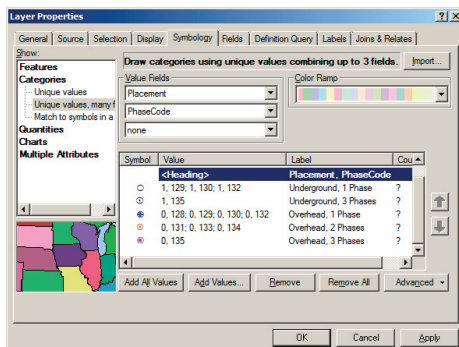 Layer Properties
General Source Selection Display Symbology Fields Definition Query Labels Joins & Relates
Show:
Features
Categories
Unique values
Unique values, many f
Match to symbols in a
Quantities
Charts
Multiple Attributes
Draw categories using unique values combining up to 3 fields.
Import...
Value Fields
Placement
PhaseCode
none
Color Ramp
Symbol Value Label Cou
<Heading> Placement, PhaseCode
1, 129; 1, 130; 1, 132 Underground, 1 Phase ?
1, 135 Underground, 3 Phases ?
0, 128; 0, 129; 0, 130; 0, 132 Overhead, 1 Phase ?
0, 131; 0, 133; 0, 134 Overhead, 2 Phases ?
0, 135 Overhead, 3 Phases ?
Add All Values Add Values... Remove Remove All Advanced
OK Cancel Apply